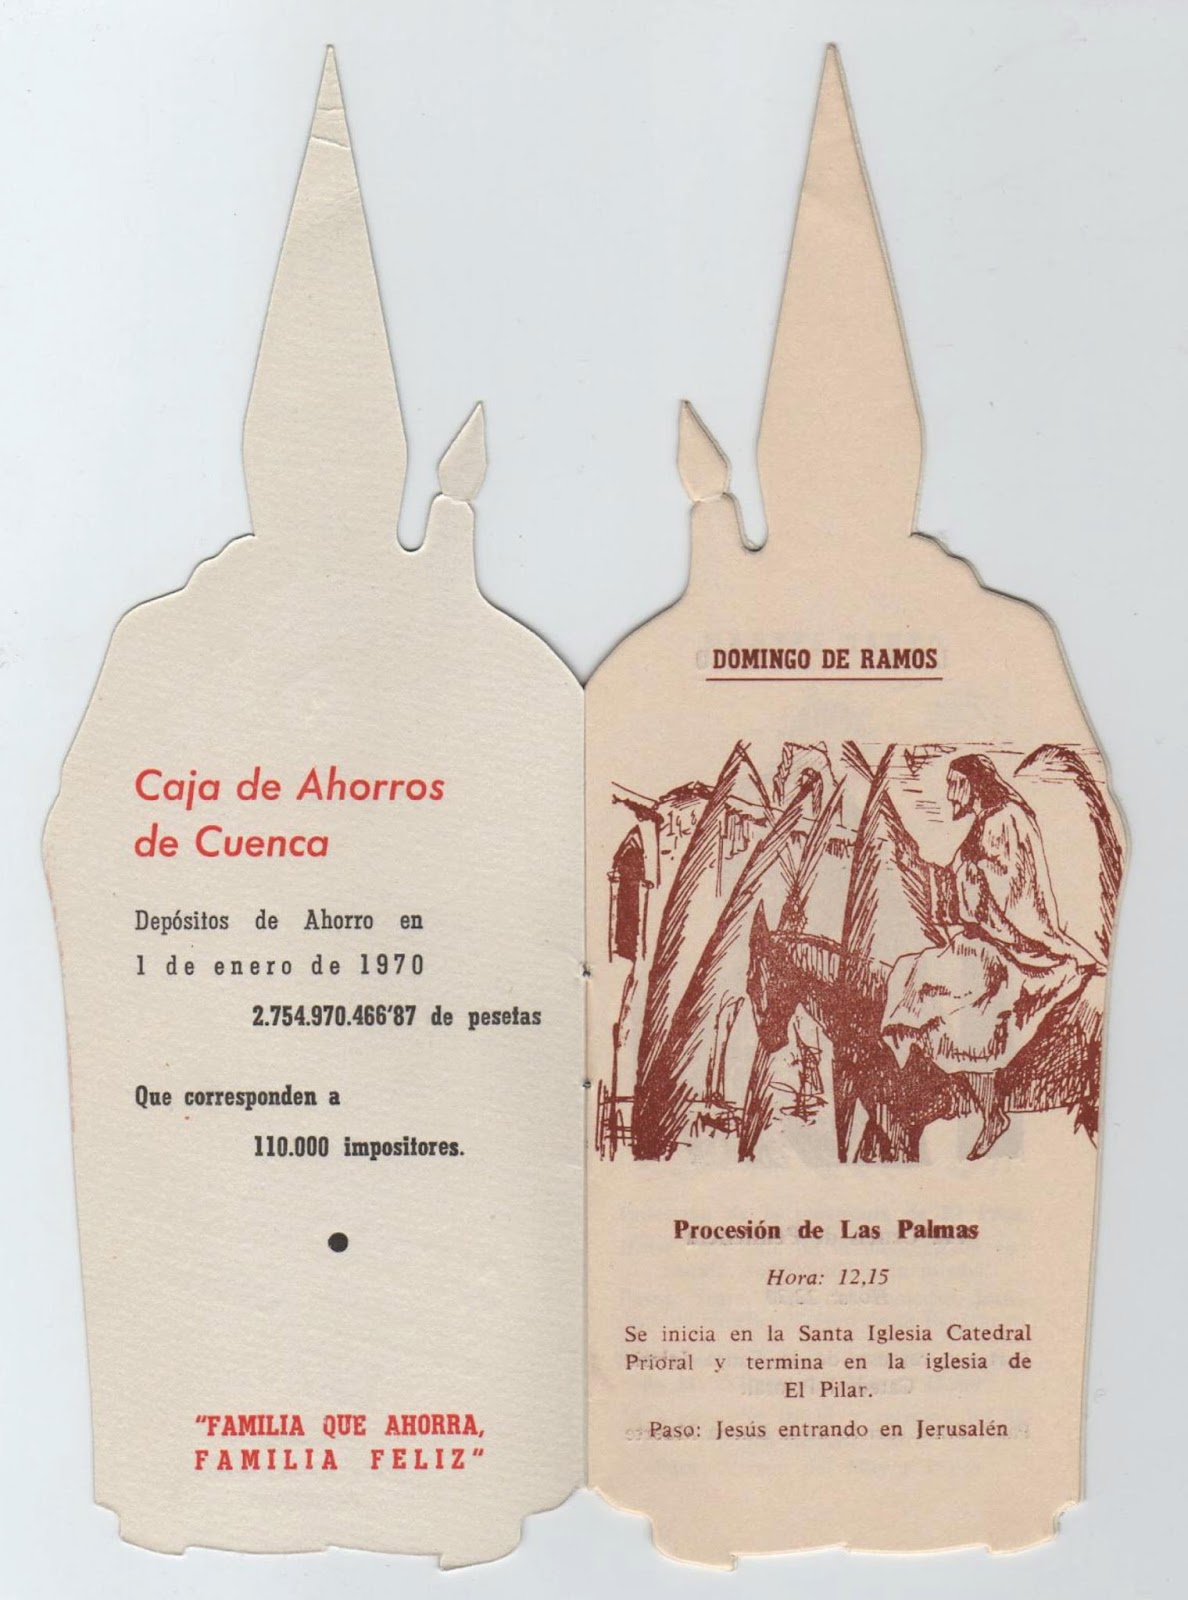 Caja de Ahorros
de Cuenca
Depósitos de Ahorro en
1 de enero de 1970
2.754.970.466'87 de pesetas
Que corresponden a
110.000 impositores.
"FAMILIA QUE AHORRA,
FAMILIA FELIZ"
DOMINGO DE RAMOS
Procesión de Las Palmas
Hora: 12,15
Se inicia en la Santa Iglesia Catedral
Prioral y termina en la iglesia de
El Pilar.
Paso: Jesús entrando en Jerusalén